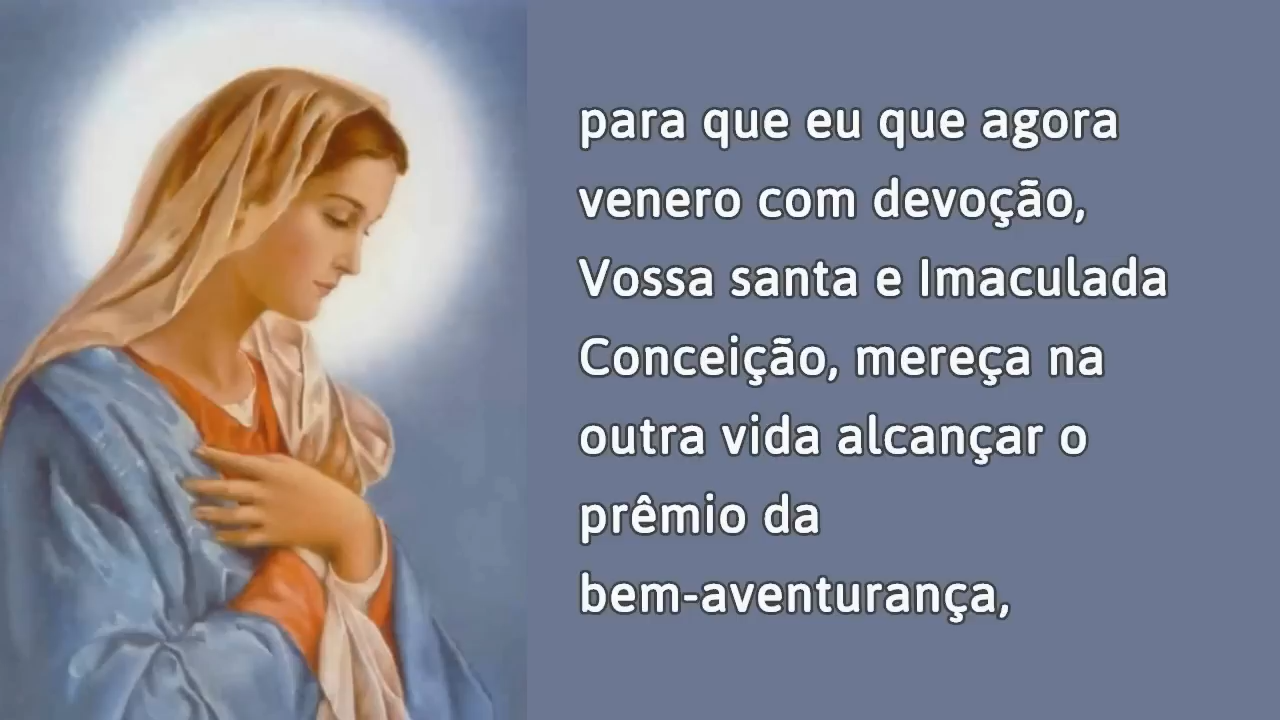 para que eu que agora
venero com devoção,
Vossa santa e Imaculada
Conceição, mereça na
outra vida alcançar o
prêmio da
bem-aventurança,